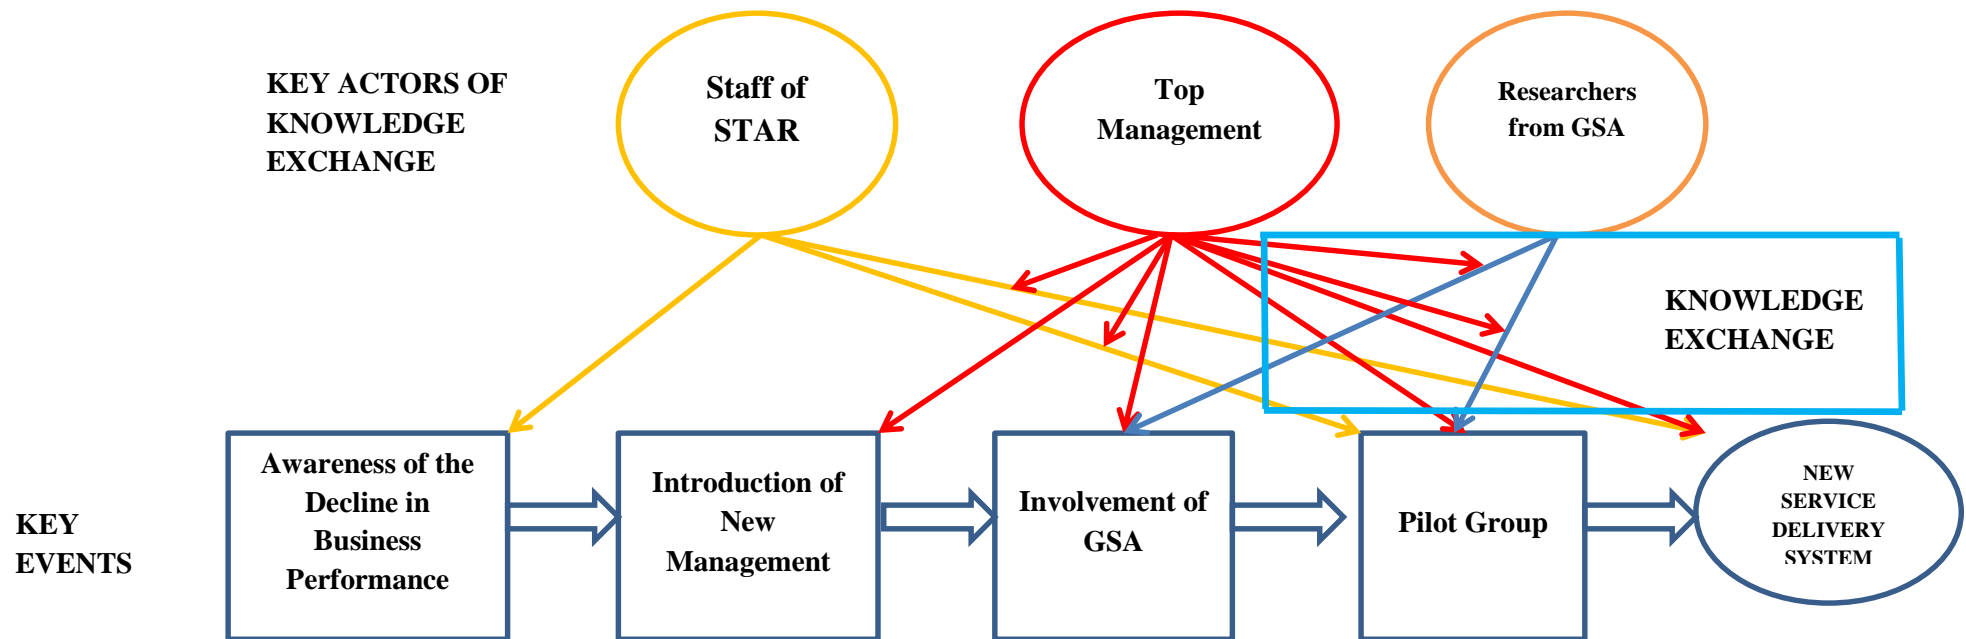 KEY ACTORS OF
KNOWLEDGE
EXCHANGE
Staff of
STAR
Top
Management
Researchers
from GSA
KNOWLEDGE
EXCHANGE
KEY
EVENTS
Awareness of the
Decline in
Business
Performance
Introduction of
New
Management
Involvement of
GSA
Pilot Group
NEW
SERVICE
DELIVERY
SYSTEM